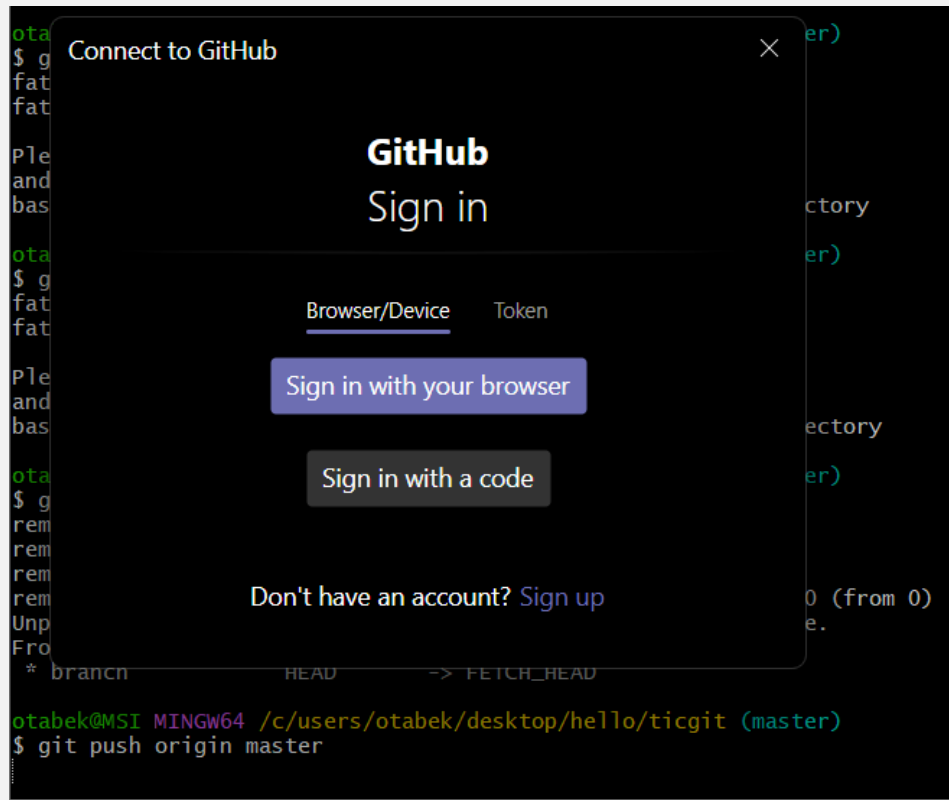 ota
er)
Connect to GitHub
$ g
fat
fat
GitHub
Ple
and
Sign in
bas
ctory
ota
er)
$ g
fat
Browser/Device Token
fat
Ple
Sign in with your browser
and
bas
ectory
ota
er)
Sign in with a code
$ g
rem
rem
rem
rem
Don't have an account? Sign up
0 (from 0)
Unp
e.
Fro
* branch HEAD -> FETCH_HEAD
otabek@MSI MINGW64 /c/users/otabek/desktop/hello/ticgit (master)
$ git push origin master